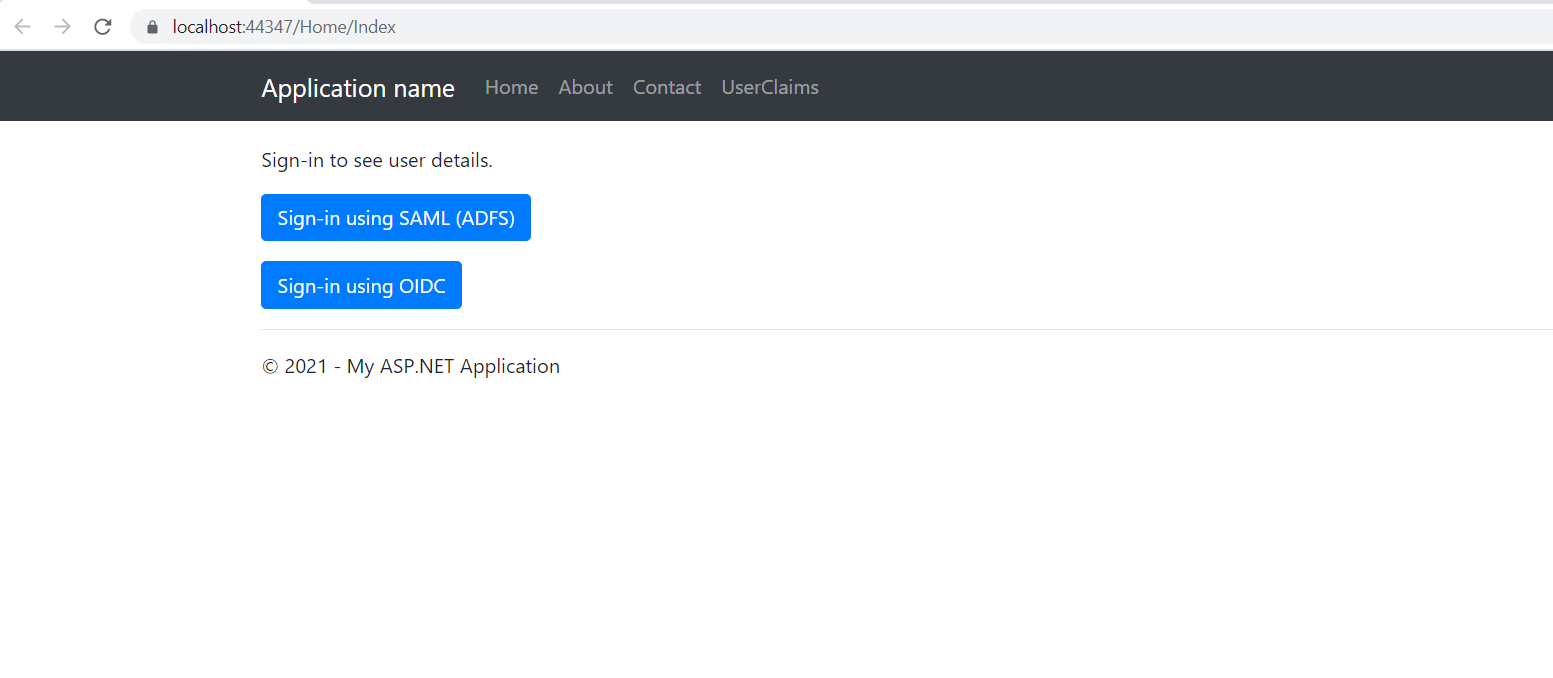 localhost:44347/Home/Index
Application name Home About Contact UserClaims
Sign-in to see user details.
Sign-in using SAML (ADFS)
Sign-in using OIDC
© 2021 - My ASP.NET Application